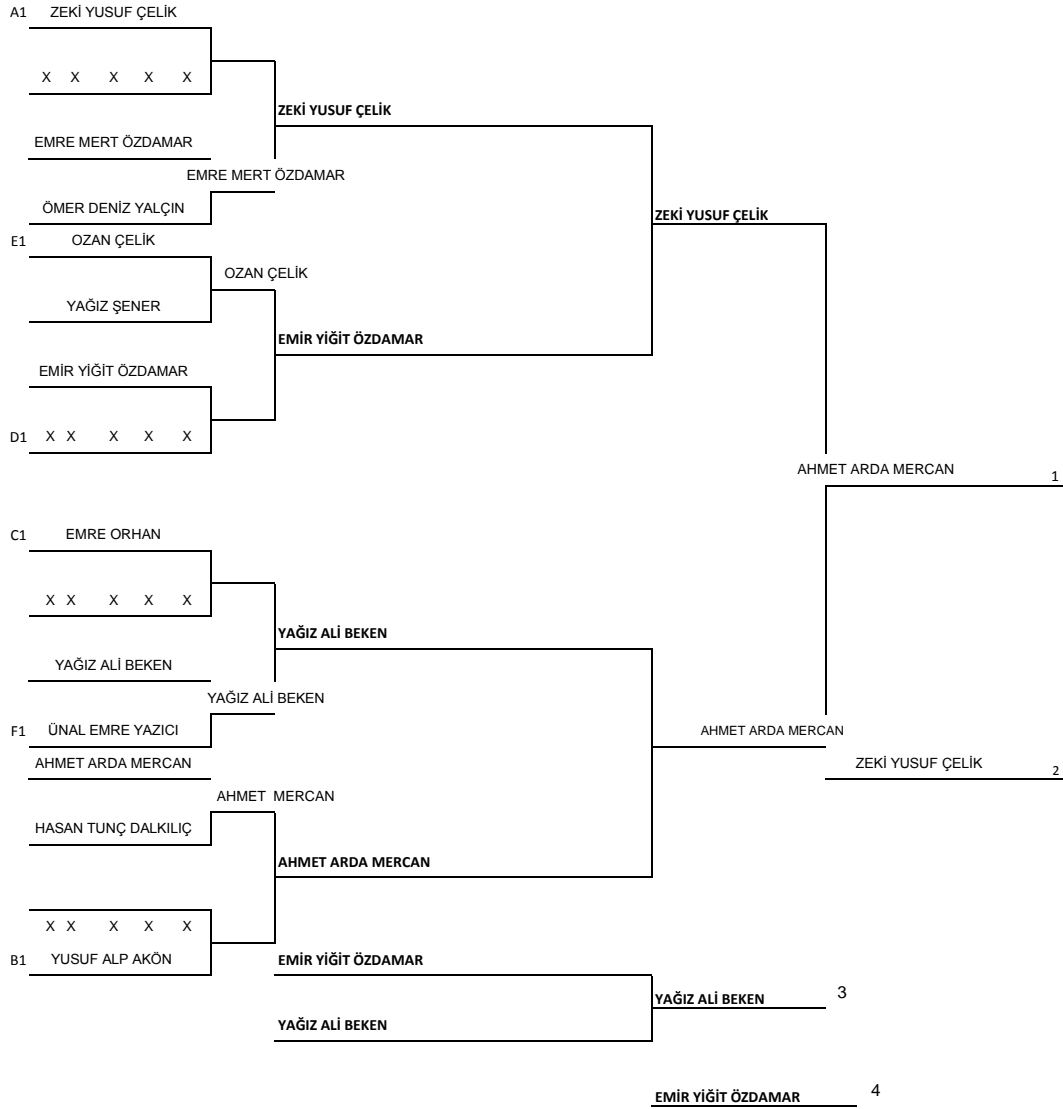 A1 ZEKİ YUSUF ÇELİK
X X X X X
ZEKİ YUSUF ÇELİK
EMRE MERT ÖZDAMAR
EMRE MERT ÖZDAMAR
ÖMER DENİZ YALÇIN
ZEKİ YUSUF ÇELİK
E1 OZAN ÇELİK
OZAN ÇELİK
YAĞIZ ŞENER
EMİR YİĞİT ÖZDAMAR
EMİR YİĞİT ÖZDAMAR
D1 X X X X X
AHMET ARDA MERCAN 1
C1 EMRE ORHAN
X X X X X
YAĞIZ ALİ BEKEN
YAĞIZ ALİ BEKEN
YAĞIZ ALİ BEKEN
F1 ÜNAL EMRE YAZICI
AHMET ARDA MERCAN
AHMET ARDA MERCAN
ZEKİ YUSUF ÇELİK 2
AHMET MERCAN
HASAN TUNÇ DALKILIÇ
AHMET ARDA MERCAN
X X X X X
B1 YUSUF ALP AKÖN
EMİR YİĞİT ÖZDAMAR
YAĞIZ ALİ BEKEN 3
YAĞIZ ALİ BEKEN
EMİR YİĞİT ÖZDAMAR 4